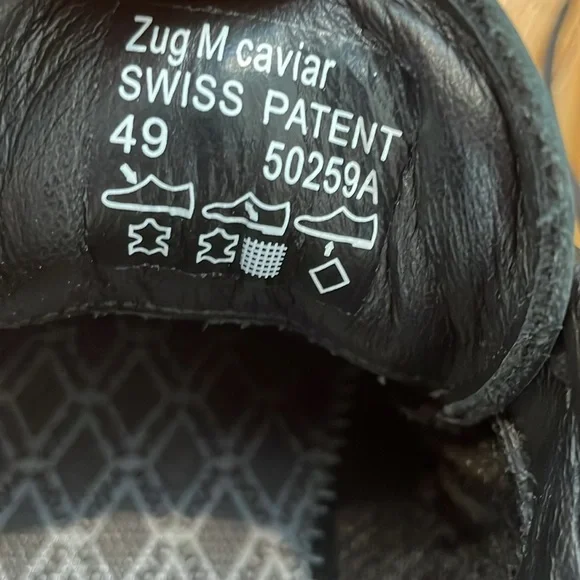 Zug M caviar
SWISS PATENT
49 50259A